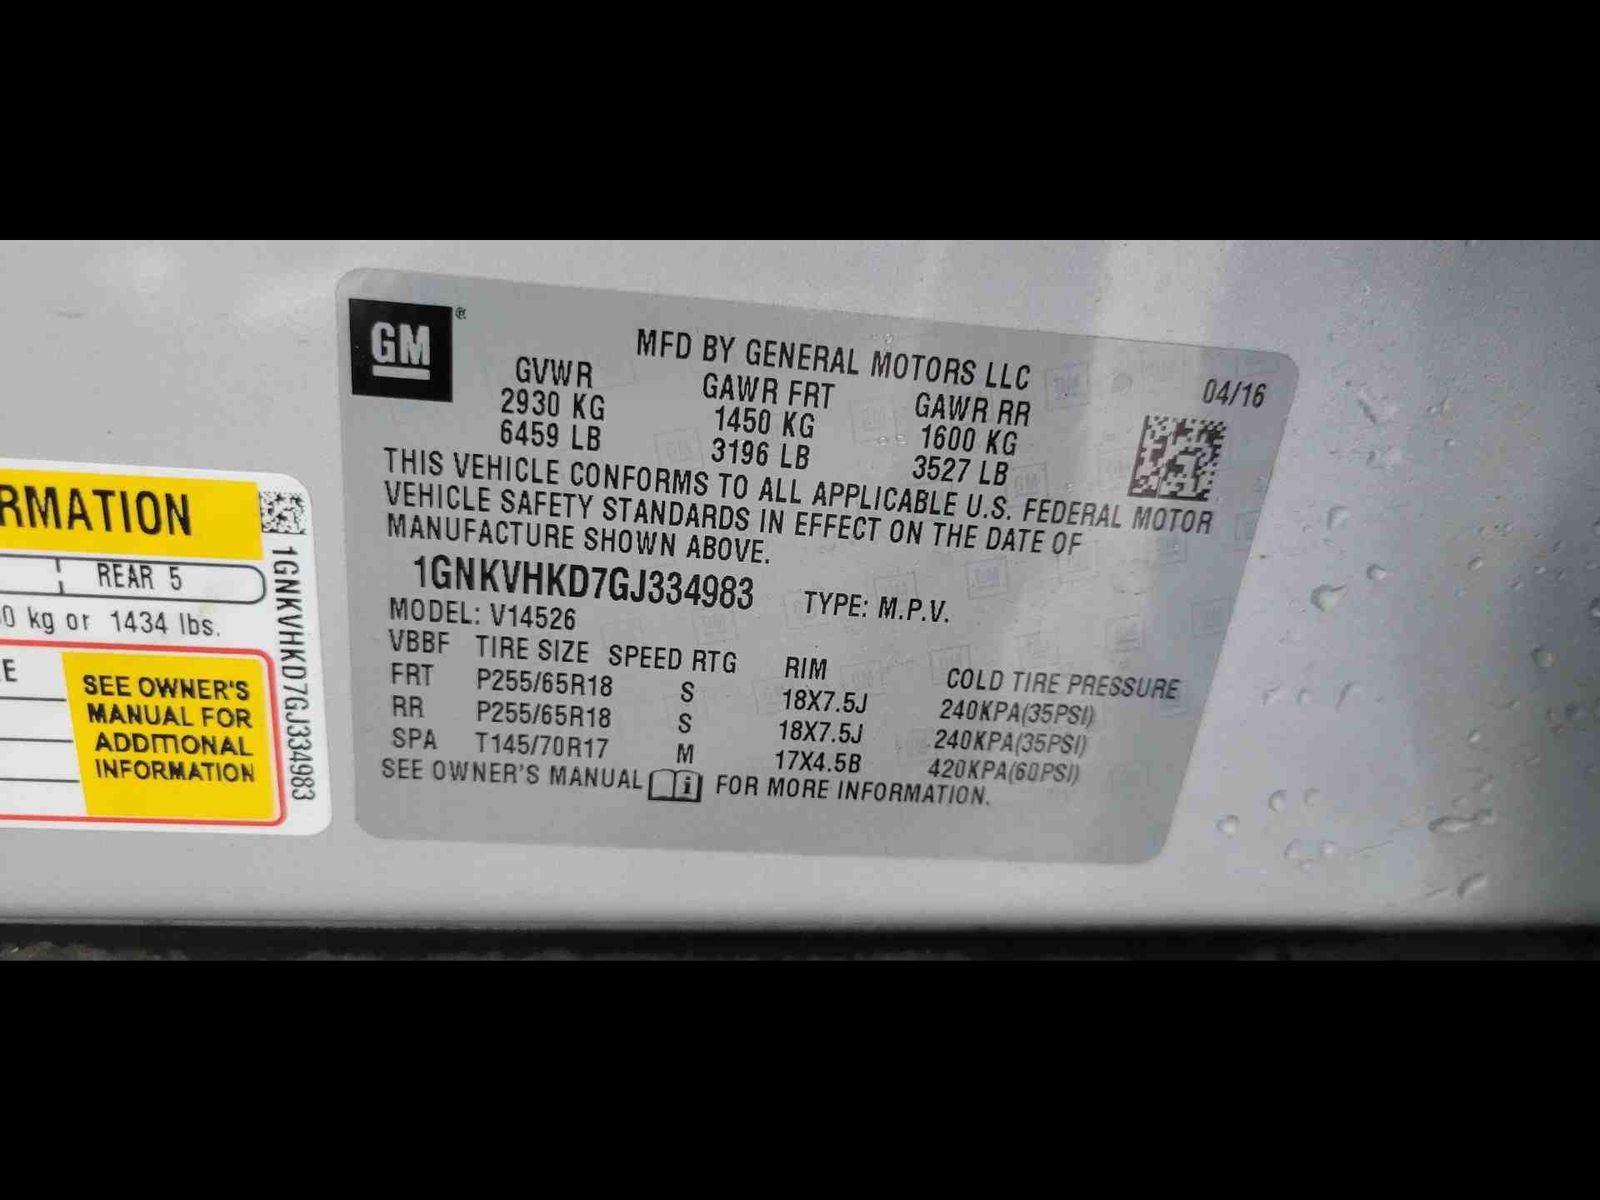 GM®
MFD BY GENERAL MOTORS LLC
04/16
GVWR GAWR FRT GAWR RR
2930 KG 1450 KG 1600 KG
6459 LB 3196 LB 3527 LB
THIS VEHICLE CONFORMS TO ALL APPLICABLE U.S. FEDERAL MOTOR
VEHICLE SAFETY STANDARDS IN EFFECT ON THE DATE OF
MANUFACTURE SHOWN ABOVE.
1GNKVHKD7GJ334983 TYPE: M.P.V.
MODEL: V14526
VBBF TIRE SIZE SPEED RTG RIM COLD TIRE PRESSURE
FRT P255/65R18 S 18X7.5J 240KPA(35PSI)
RR P255/65R18 S 18X7.5J 240KPA(35PSI)
SPA T145/70R17 M 17X4.5B 420KPA(60PSI)
SEE OWNER'S MANUAL i FOR MORE INFORMATION.
RMATION
REAR 5
0 kg or 1434 lbs.
E
SEE OWNER'S
MANUAL FOR
ADDITIONAL
INFORMATION
1GNKVHKD7GJ334983